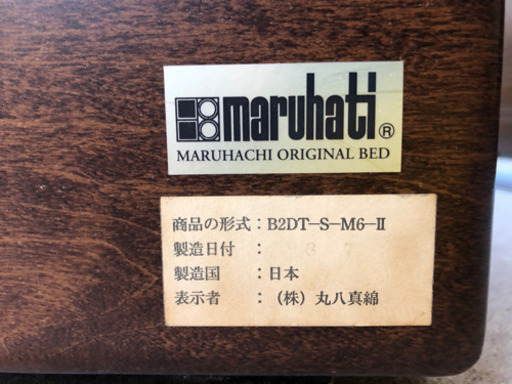 maruhati®
MARUHACHI ORIGINAL BED
商品の形式：B2DT-S-M6-II
製造日付　：
製造国　　：日本
表示者　　：（株）丸八真綿